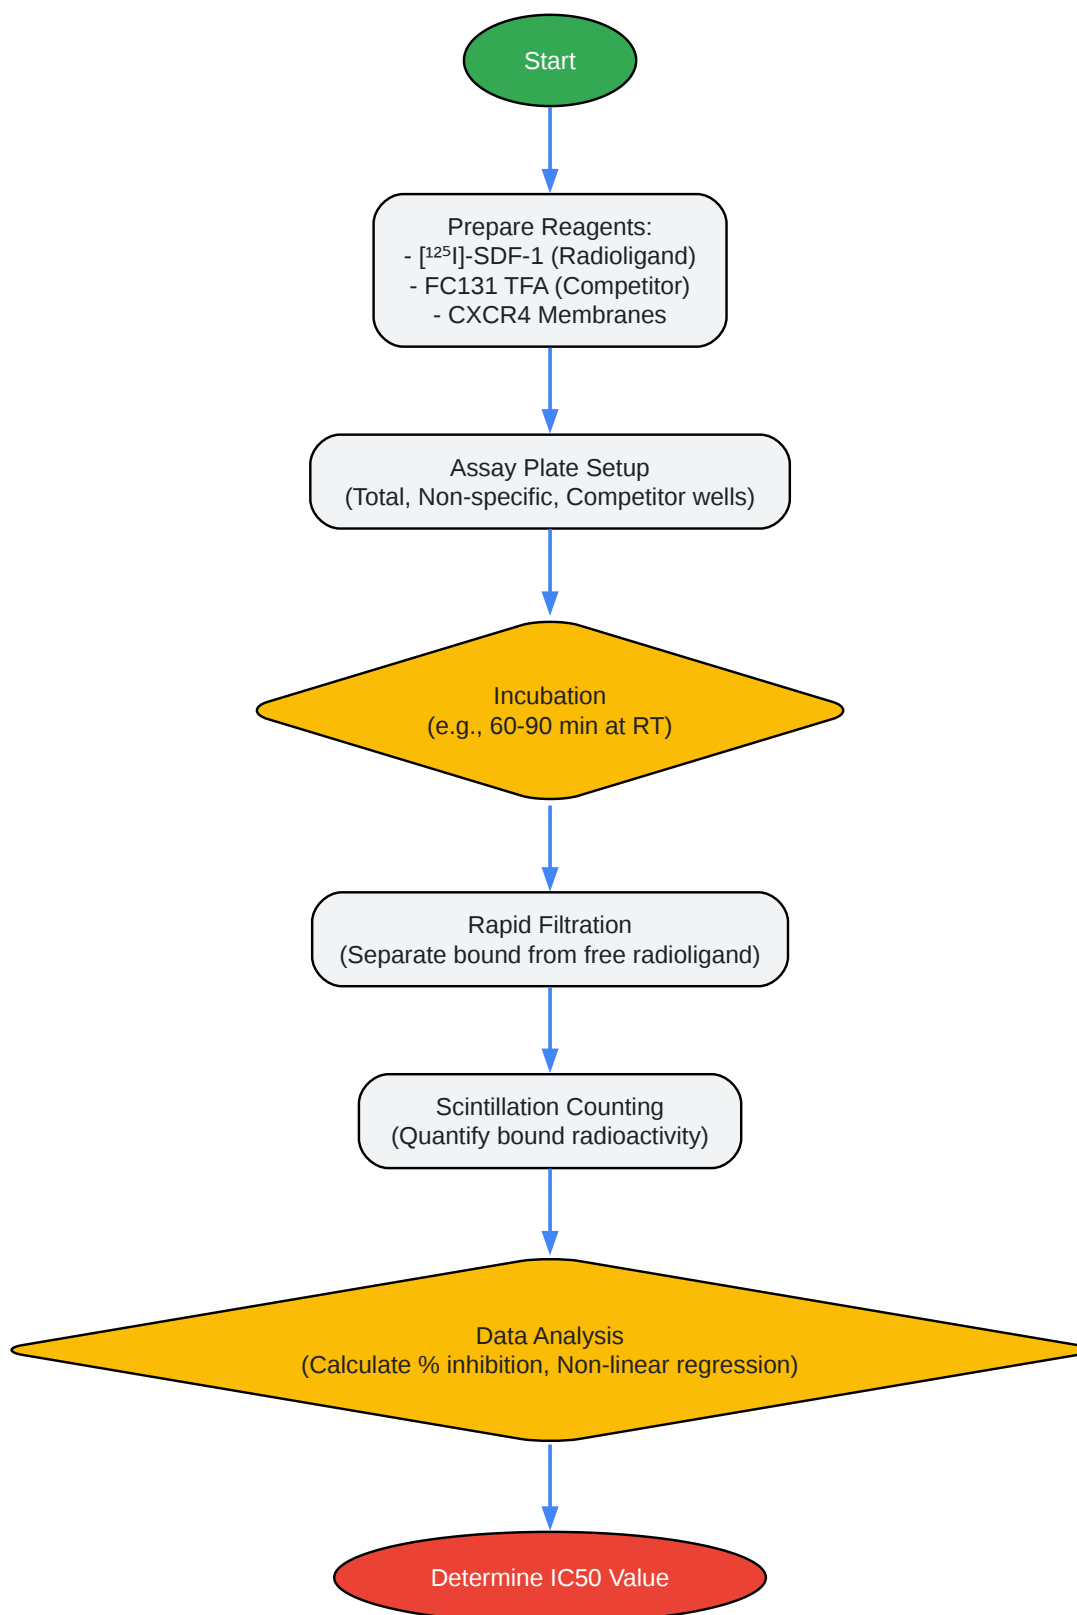 Start
Prepare Reagents:
- [¹²⁵I]-SDF-1 (Radioligand)
- FC131 TFA (Competitor)
- CXCR4 Membranes
Assay Plate Setup
(Total, Non-specific, Competitor wells)
Incubation
(e.g., 60-90 min at RT)
Rapid Filtration
(Separate bound from free radioligand)
Scintillation Counting
(Quantify bound radioactivity)
Data Analysis
(Calculate % inhibition, Non-linear regression)
Determine IC50 Value